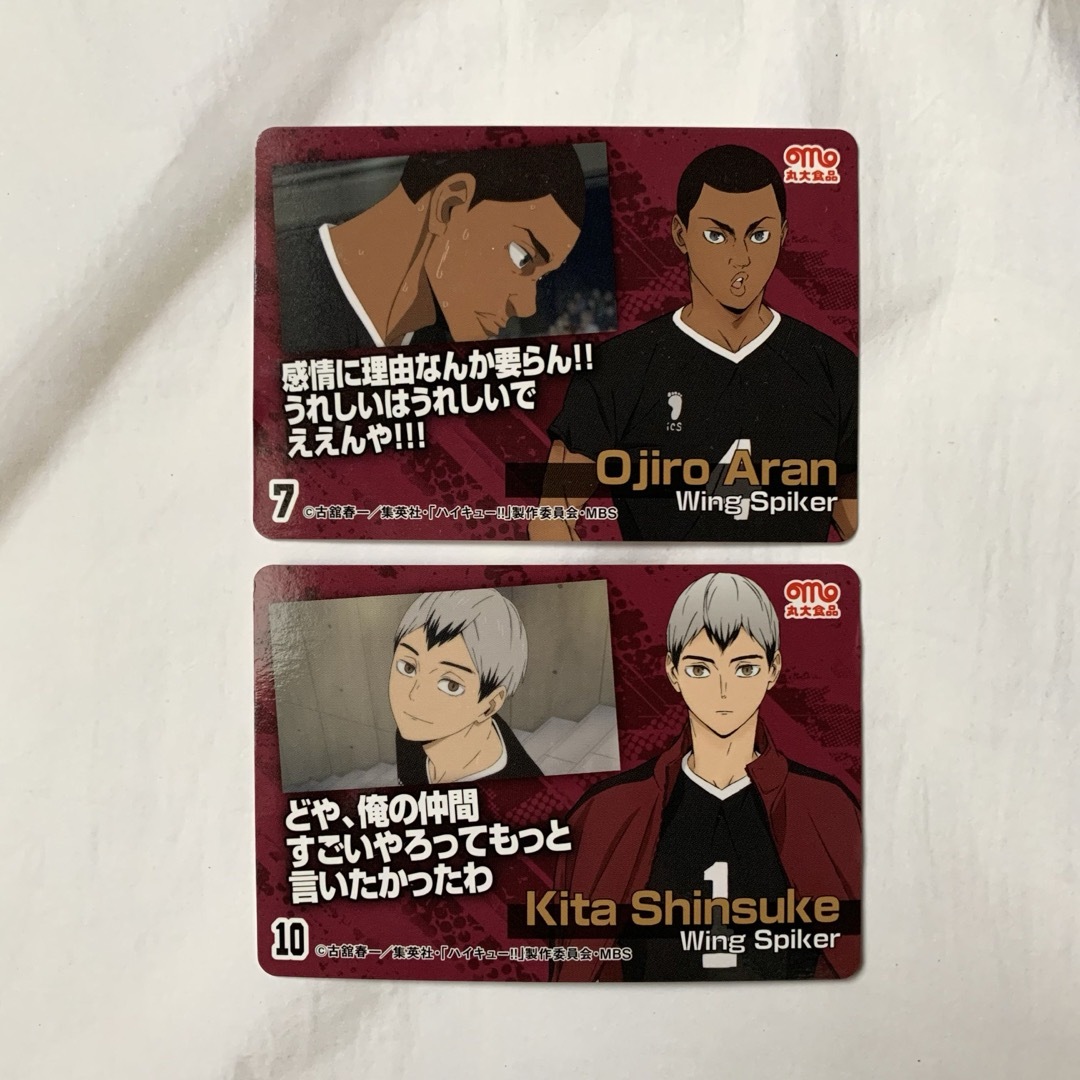 丸大食品
感情に理由なんか要らん!!
うれしいはうれしいで
ええんや!!!
iCS
4
Ojiro Aran
Wing Spiker
7
©古舘春一／集英社・「ハイキュー!!」製作委員会・MBS
丸大食品
どや、俺の仲間
すごいやろってもっと
言いたかったわ
1
Kita Shinsuke
Wing Spiker
10
©古舘春一／集英社・「ハイキュー!!」製作委員会・MBS